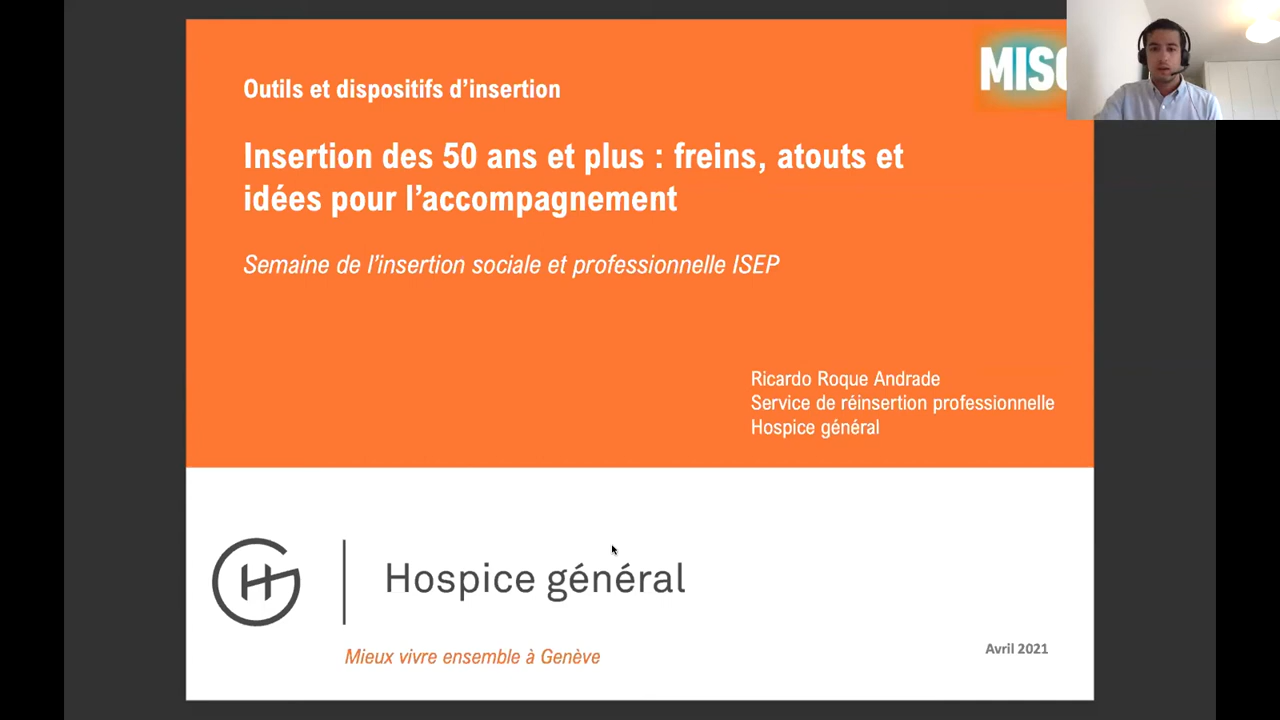 MISC
Outils et dispositifs d’insertion
Insertion des 50 ans et plus : freins, atouts et
idées pour l’accompagnement
Semaine de l’insertion sociale et professionnelle ISEP
Ricardo Roque Andrade
Service de réinsertion professionnelle
Hospice général
Hospice général
Mieux vivre ensemble à Genève
Avril 2021